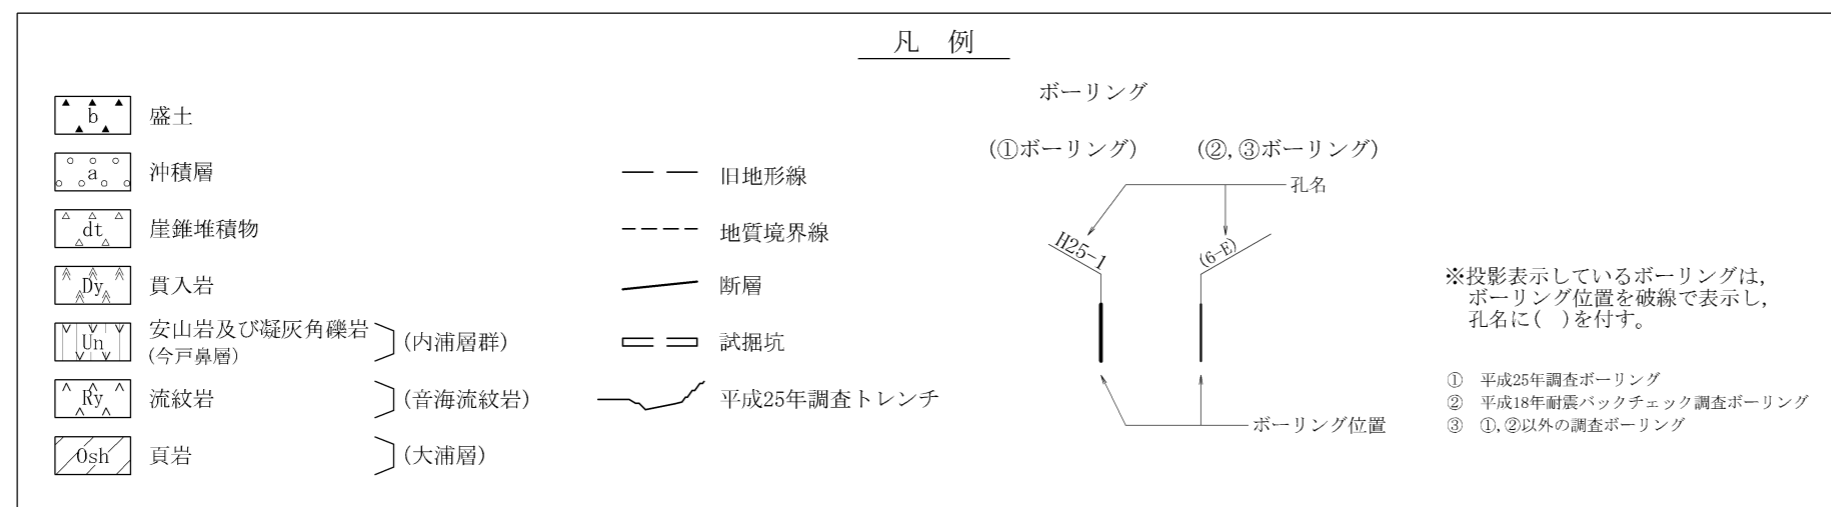 凡 例
b 盛土
a 沖積層
dt 崖錐堆積物
Dy 貫入岩
Un 安山岩及び凝灰角礫岩 (内浦層群)
(今戸鼻層)
Ry 流紋岩 (音海流紋岩)
Osh 頁岩 (大浦層)
旧地形線
地質境界線
断層
試掘坑
平成25年調査トレンチ
ボーリング
(①ボーリング) (②,③ボーリング)
孔名
H25-1 (6-E)
ボーリング位置
※投影表示しているボーリングは,
ボーリング位置を破線で表示し,
孔名に( )を付す。
① 平成25年調査ボーリング
② 平成18年耐震バックチェック調査ボーリング
③ ①,②以外の調査ボーリング